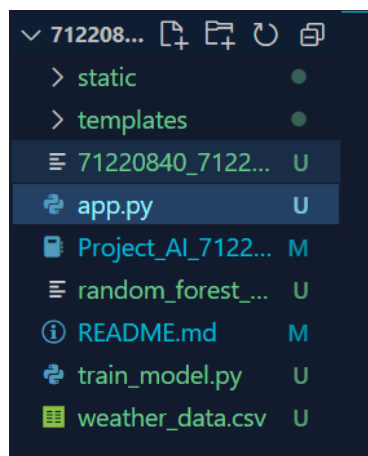 712208...
static
templates
71220840_7122... U
app.py U
Project_AI_7122... M
random_forest_... U
README.md M
train_model.py U
weather_data.csv U